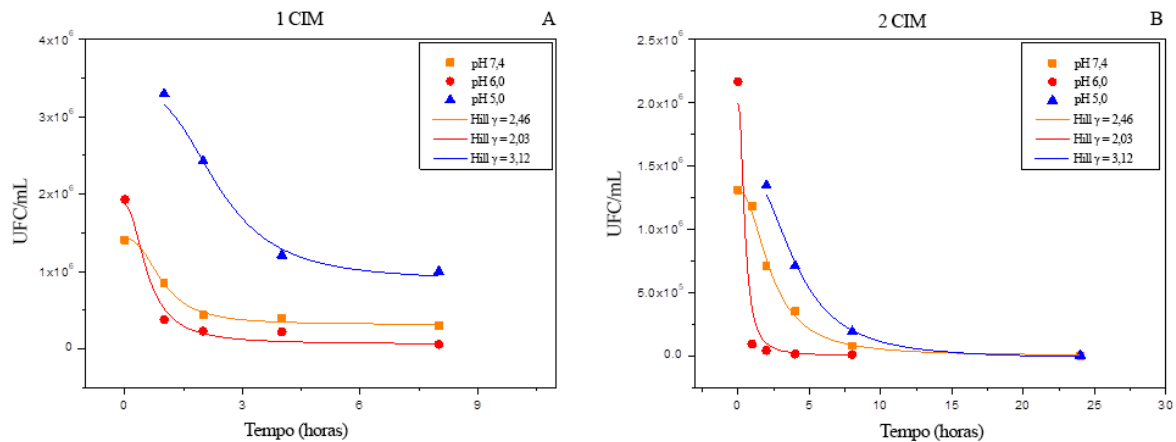 1 CIM
A
4x10⁶
3x10⁶
2x10⁶
1x10⁶
0
UFC/mL
0
3
6
9
Tempo (horas)
pH 7,4
pH 6,0
pH 5,0
Hill γ = 2,46
Hill γ = 2,03
Hill γ = 3,12
2 CIM
B
2.5x10⁶
2.0x10⁶
1.5x10⁶
1.0x10⁶
5.0x10⁵
0.0
UFC/mL
0
5
10
15
20
25
30
Tempo (horas)
pH 7,4
pH 6,0
pH 5,0
Hill γ = 2,46
Hill γ = 2,03
Hill γ = 3,12